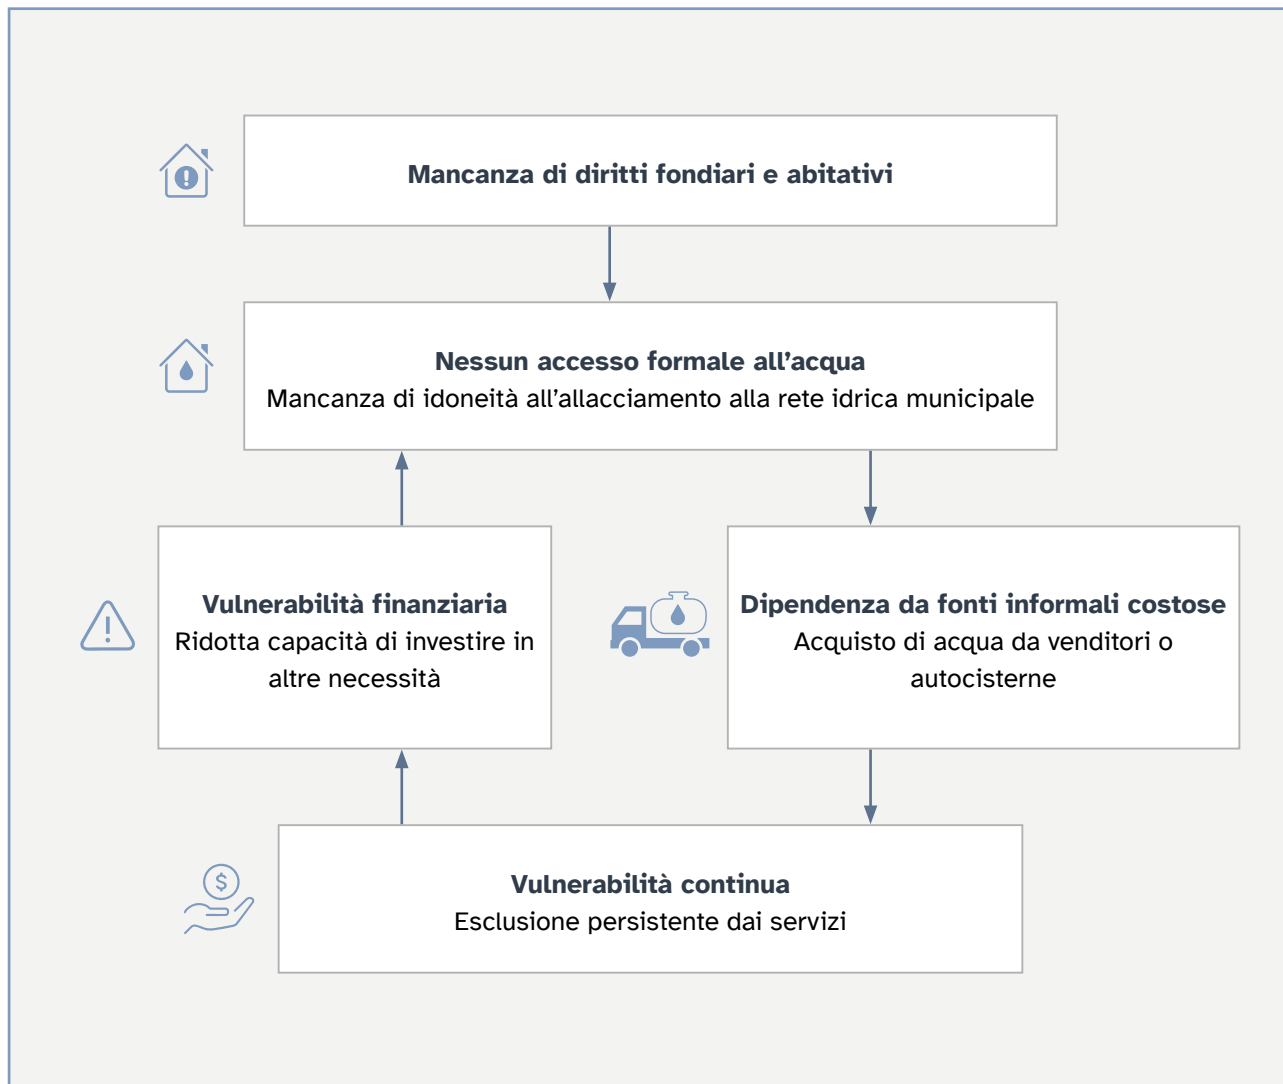 Mancanza di diritti fondiari e abitativi
Nessun accesso formale all’acqua
Mancanza di idoneità all’allacciamento alla rete idrica municipale
Vulnerabilità finanziaria
Ridotta capacità di investire in
altre necessità
Dipendenza da fonti informali costose
Acquisto di acqua da venditori o
autocisterne
$
Vulnerabilità continua
Esclusione persistente dai servizi